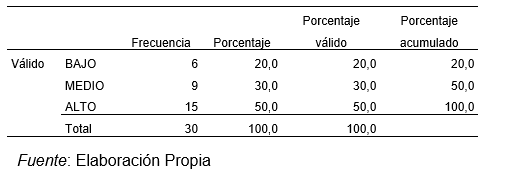 Porcentaje Porcentaje
Frecuencia Porcentaje válido acumulado
Válido BAJO 6 20,0 20,0 20,0
MEDIO 9 30,0 30,0 50,0
ALTO 15 50,0 50,0 100,0
Total 30 100,0 100,0
Fuente: Elaboración Propia